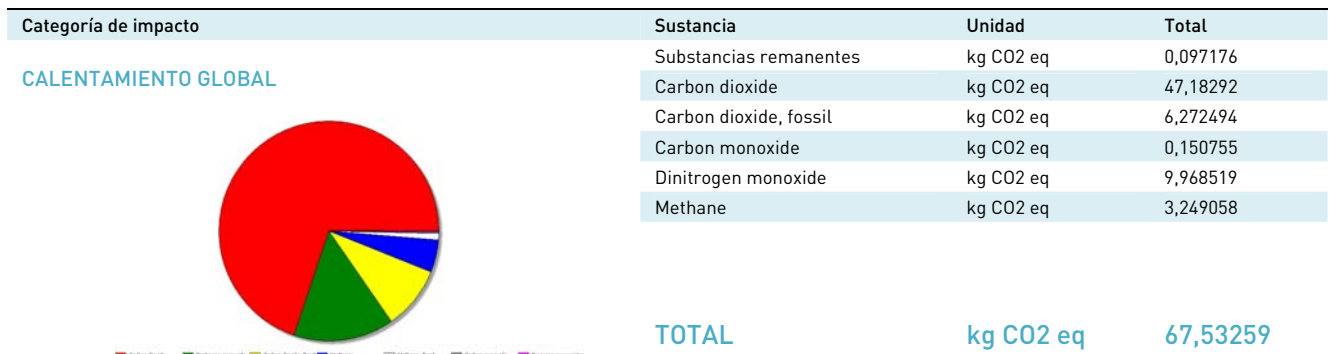 Categoría de impacto Sustancia Unidad Total
CALENTAMIENTO GLOBAL
Substancias remanentes kg CO2 eq 0,097176
Carbon dioxide kg CO2 eq 47,18292
Carbon dioxide, fossil kg CO2 eq 6,272494
Carbon monoxide kg CO2 eq 0,150755
Dinitrogen monoxide kg CO2 eq 9,968519
Methane kg CO2 eq 3,249058
TOTAL kg CO2 eq 67,53259